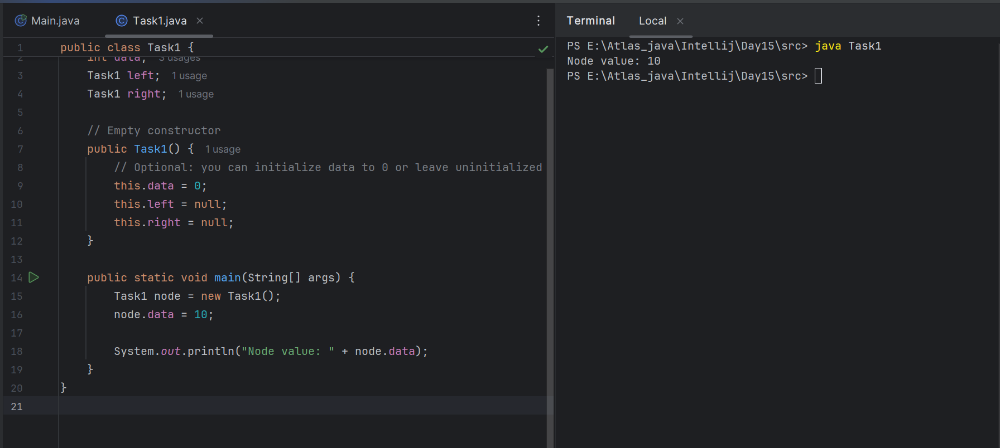 Main.java
Task1.java
1 public class Task1 {
2 int data; 3 usages
3 Task1 left; 1 usage
4 Task1 right; 1 usage
5
6 // Empty constructor
7 public Task1() { 1 usage
8 // Optional: you can initialize data to 0 or leave uninitialized
9 this.data = 0;
10 this.left = null;
11 this.right = null;
12 }
13
14 public static void main(String[] args) {
15 Task1 node = new Task1();
16 node.data = 10;
17
18 System.out.println("Node value: " + node.data);
19 }
20 }
21
Terminal Local
PS E:\Atlas_java\Intellij\Day15\src> java Task1
Node value: 10
PS E:\Atlas_java\Intellij\Day15\src>